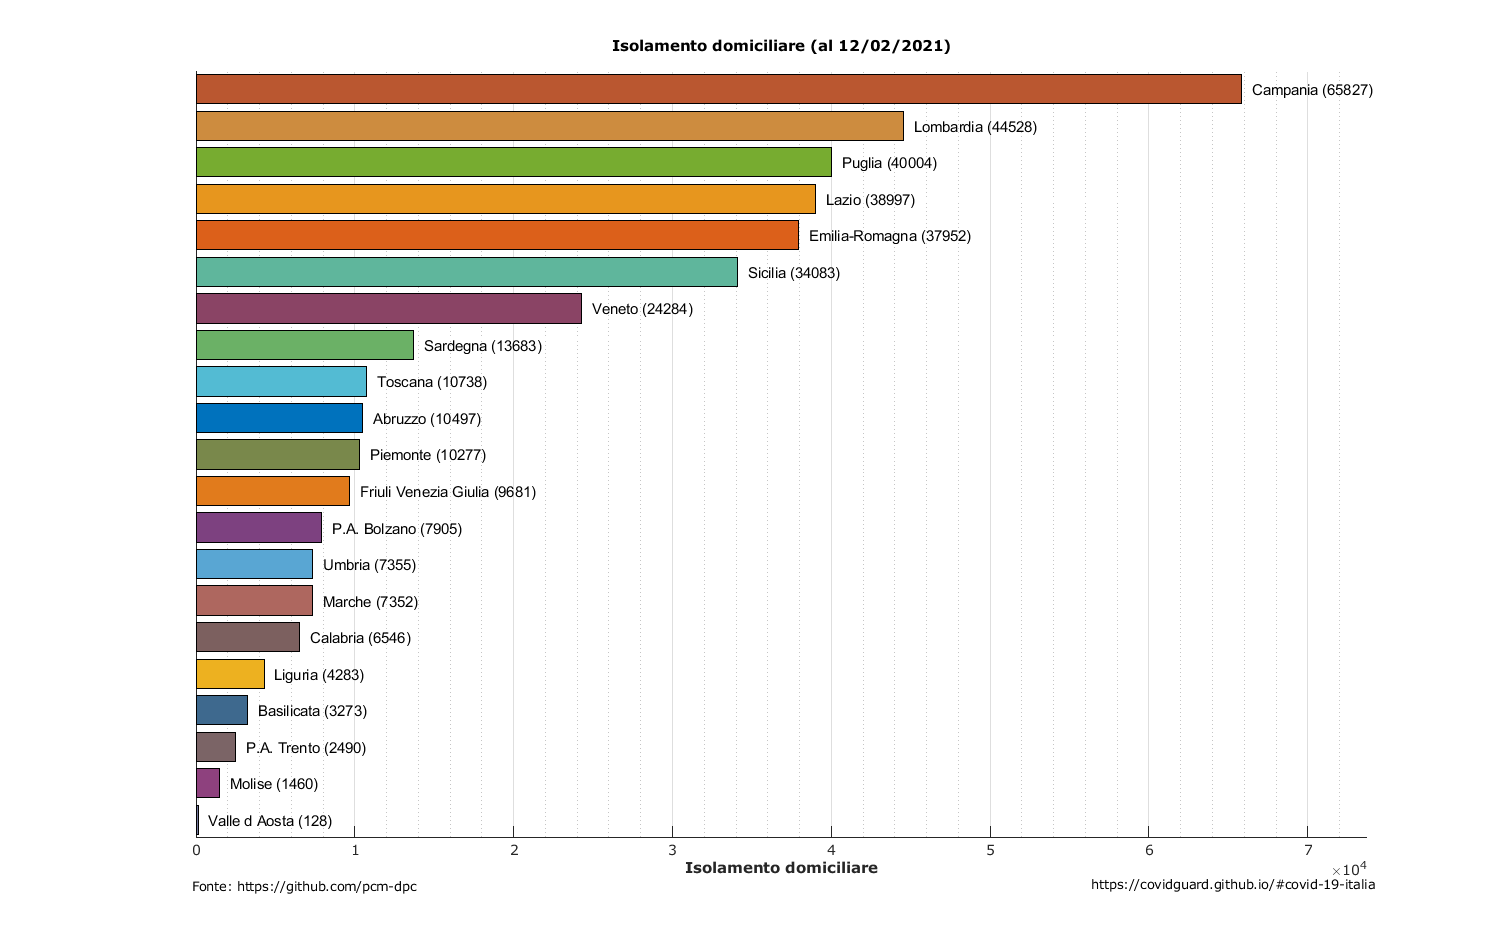 Isolamento domiciliare (al 12/02/2021)
Campania (65827)
Lombardia (44528)
Puglia (40004)
Lazio (38997)
Emilia-Romagna (37952)
Sicilia (34083)
Veneto (24284)
Sardegna (13683)
Toscana (10738)
Abruzzo (10497)
Piemonte (10277)
Friuli Venezia Giulia (9681)
P.A. Bolzano (7905)
Umbria (7355)
Marche (7352)
Calabria (6546)
Liguria (4283)
Basilicata (3273)
P.A. Trento (2490)
Molise (1460)
Valle d Aosta (128)
0 1 2 3 4 5 6 7
×10⁴
Isolamento domiciliare
Fonte: https://github.com/pcm-dpc
https://covidguard.github.io/#covid-19-italia